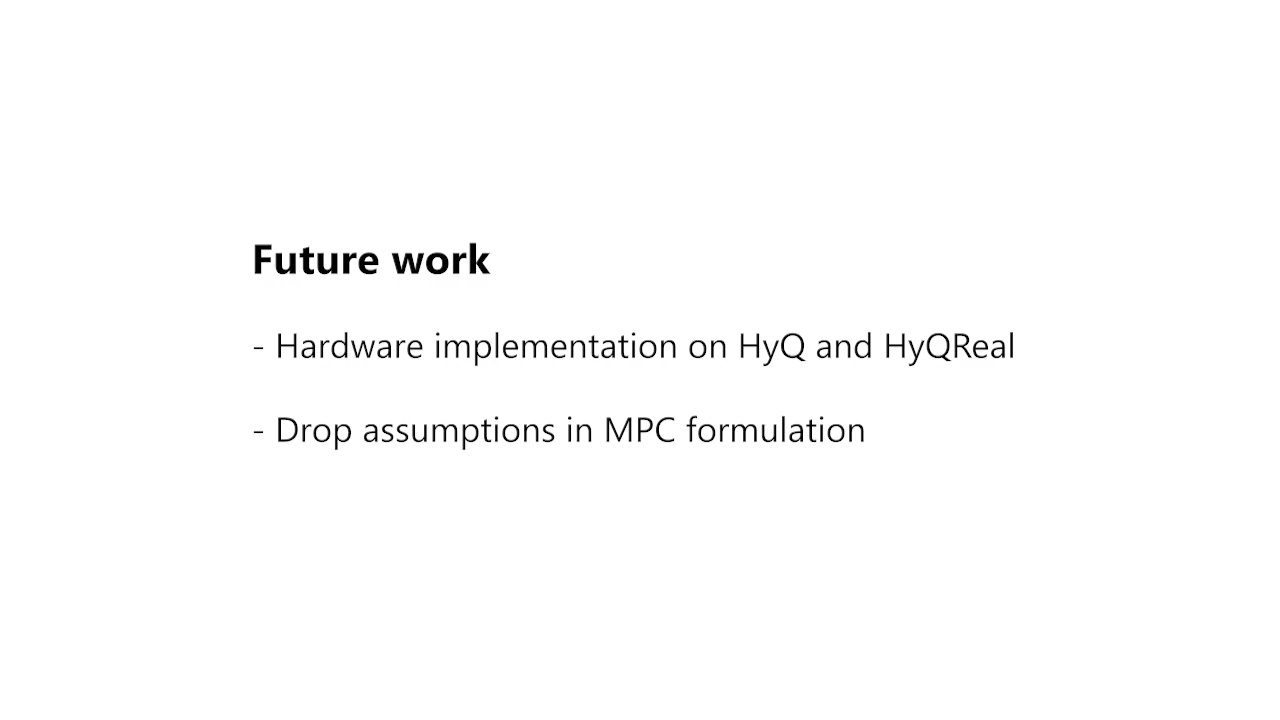 Future work
- Hardware implementation on HyQ and HyQReal
- Drop assumptions in MPC formulation